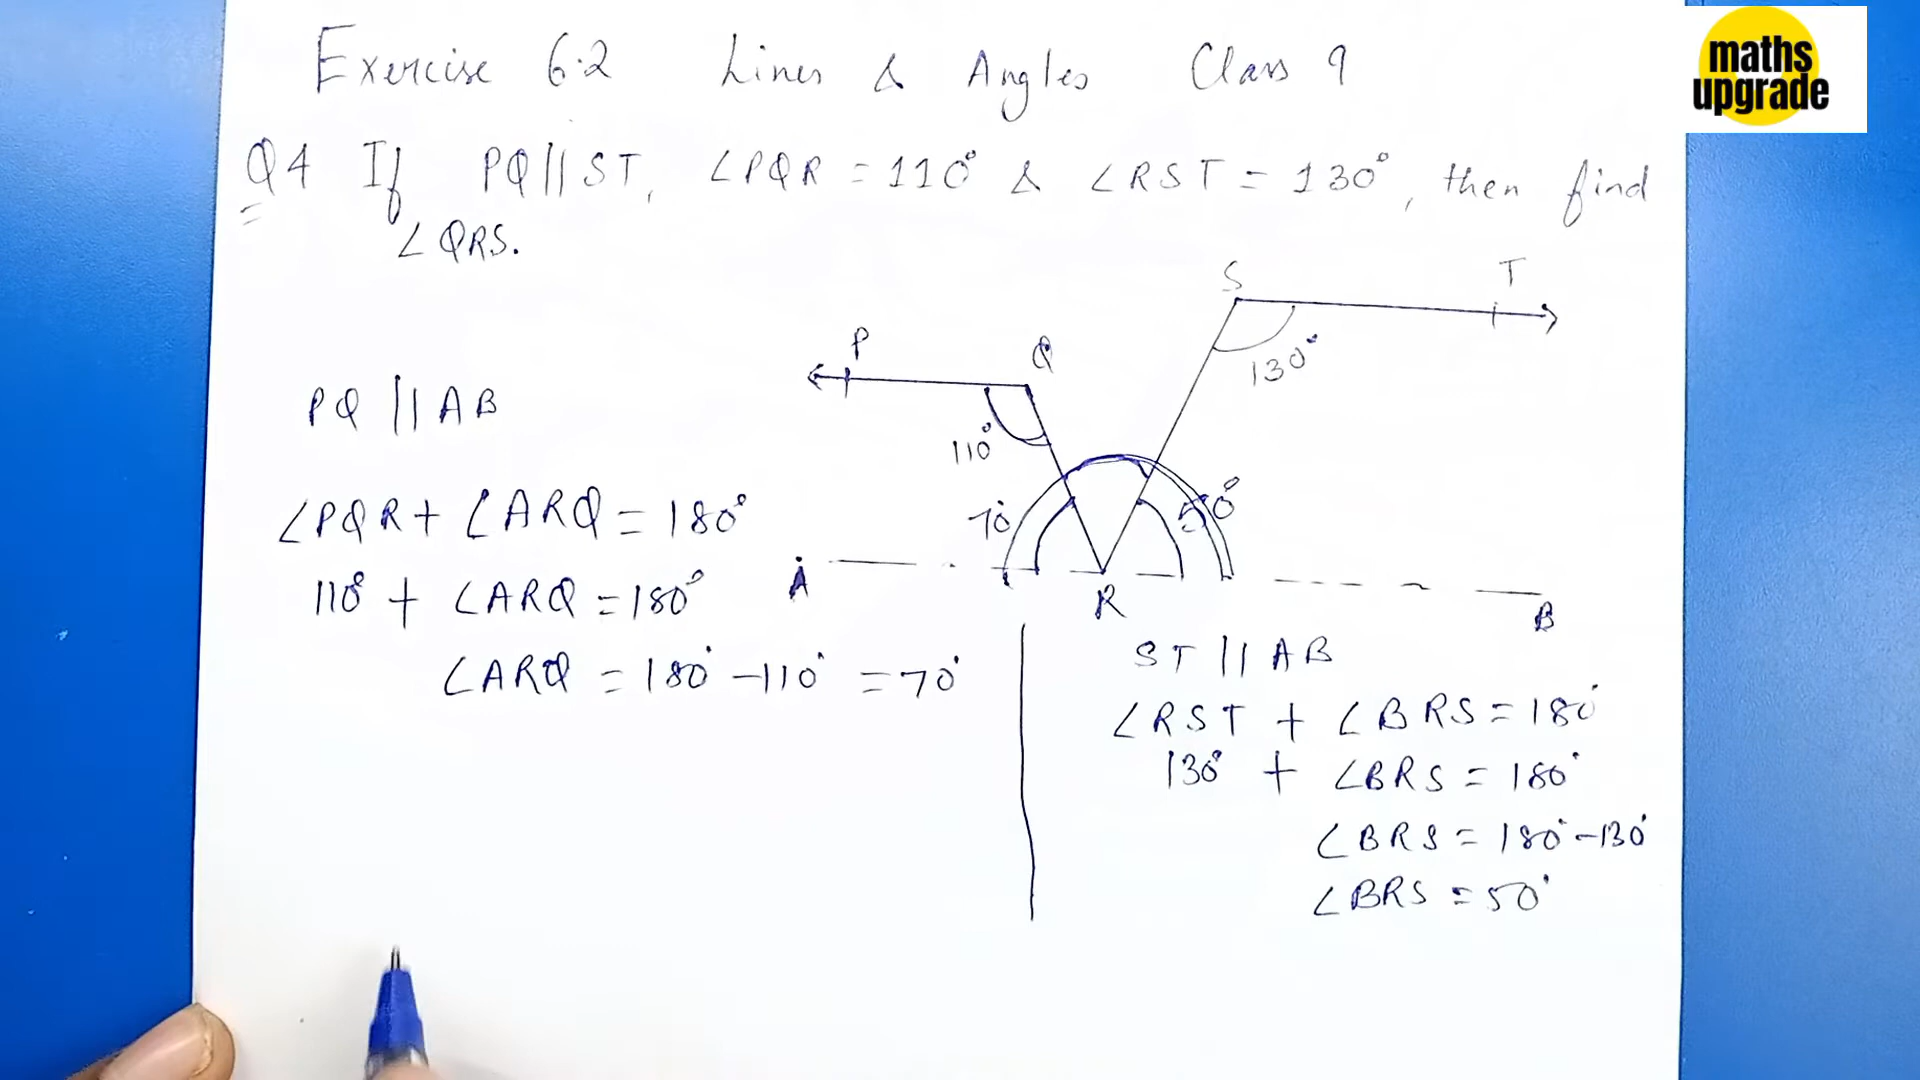 Exercise 6.2 Lines & Angles Class 9
maths
upgrade
Q4 If PQ||ST, ∠PQR = 110° & ∠RST = 130°, then find
∠QRS.
S T
P Q
130°
110°
70° 50°
A R B
PQ || AB
∠PQR + ∠ARQ = 180°
110° + ∠ARQ = 180°
∠ARQ = 180° - 110° = 70°
ST || AB
∠RST + ∠BRS = 180°
130° + ∠BRS = 180°
∠BRS = 180° - 130°
∠BRS = 50°